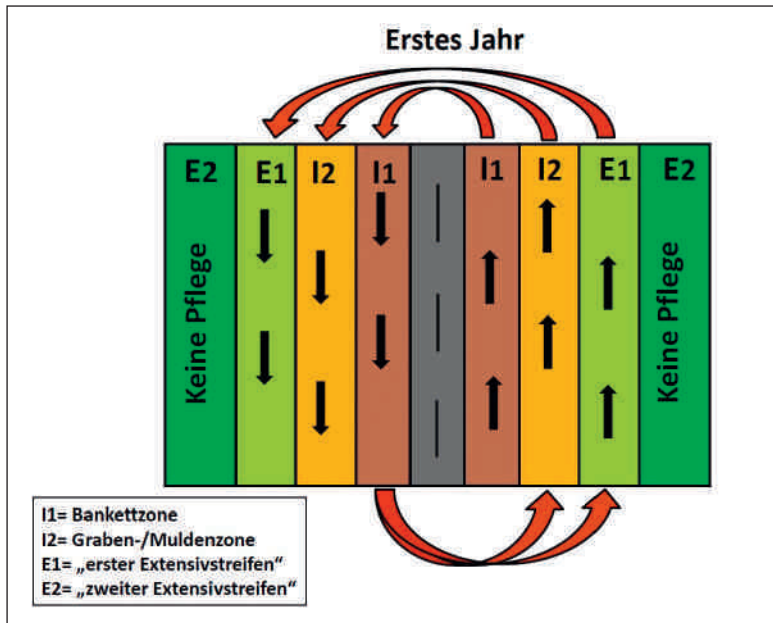 Erstes Jahr
E2 E1 I2 I1 I1 I2 E1 E2
Keine Pflege
Keine Pflege
I1= Bankettzone
I2= Graben-/Muldenzone
E1= „erster Extensivstreifen“
E2= „zweiter Extensivstreifen“